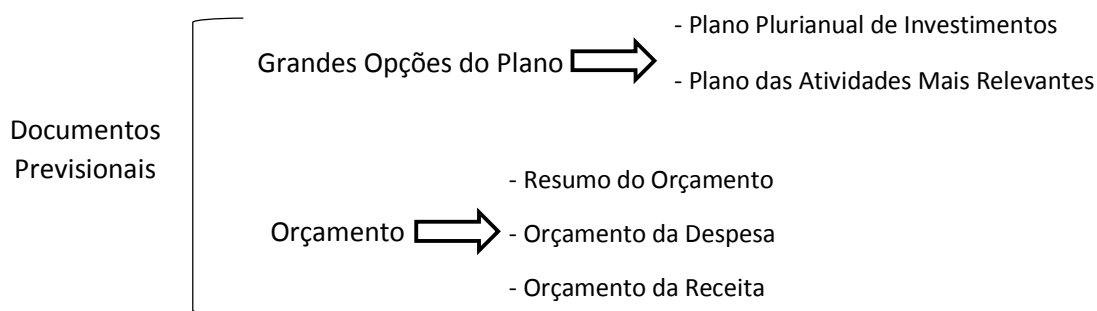 Documentos
Previsionais
Grandes Opções do Plano
- Plano Plurianual de Investimentos
- Plano das Atividades Mais Relevantes
Orçamento
- Resumo do Orçamento
- Orçamento da Despesa
- Orçamento da Receita